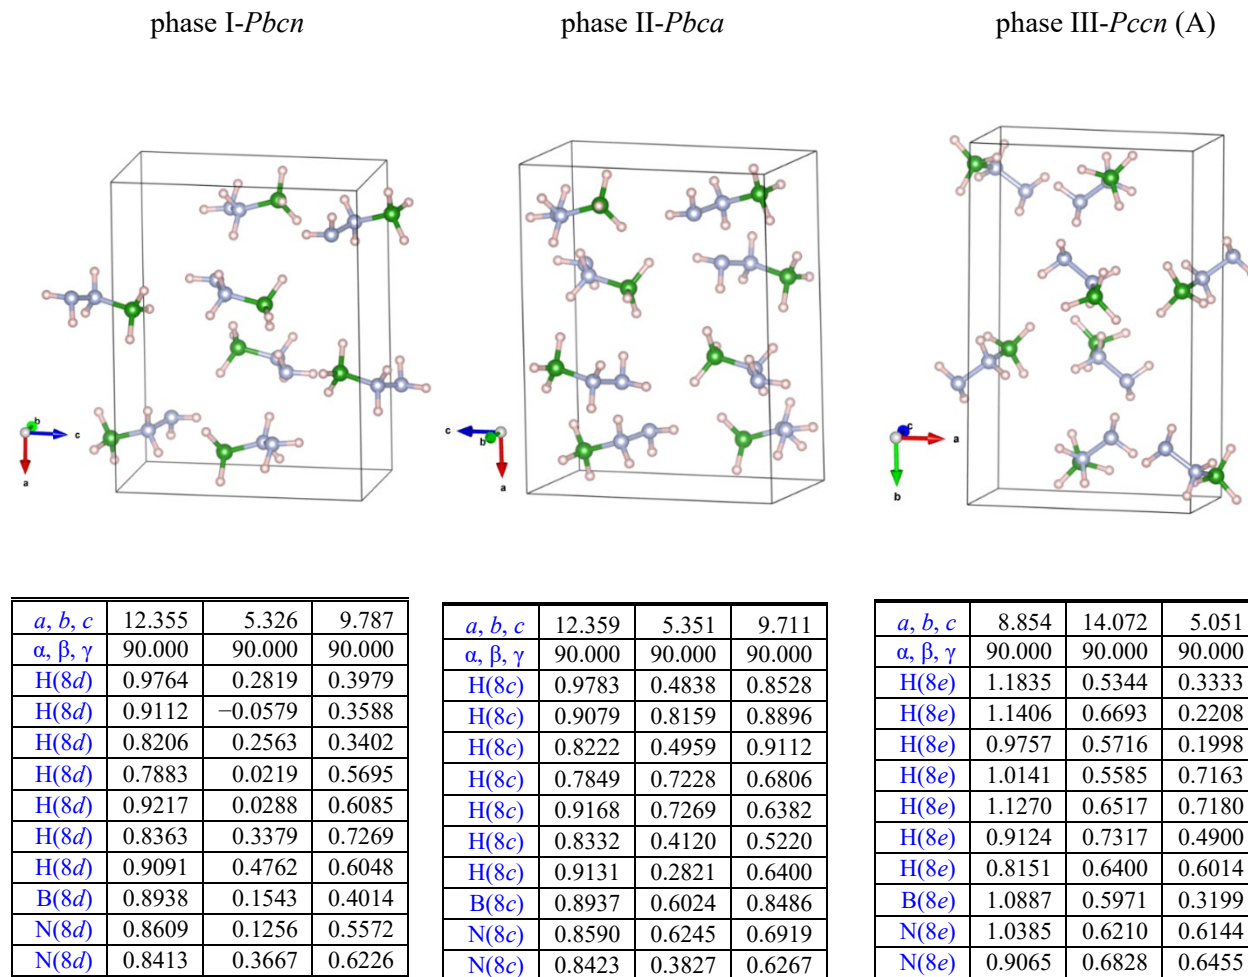 phase I-Pbcn phase II-Pbca phase III-Pccn (A)
b c a
c b a
c a b
a, b, c 12.355 5.326 9.787
α, β, γ 90.000 90.000 90.000
H(8d) 0.9764 0.2819 0.3979
H(8d) 0.9112 −0.0579 0.3588
H(8d) 0.8206 0.2563 0.3402
H(8d) 0.7883 0.0219 0.5695
H(8d) 0.9217 0.0288 0.6085
H(8d) 0.8363 0.3379 0.7269
H(8d) 0.9091 0.4762 0.6048
B(8d) 0.8938 0.1543 0.4014
N(8d) 0.8609 0.1256 0.5572
N(8d) 0.8413 0.3667 0.6226
a, b, c 12.359 5.351 9.711
α, β, γ 90.000 90.000 90.000
H(8c) 0.9783 0.4838 0.8528
H(8c) 0.9079 0.8159 0.8896
H(8c) 0.8222 0.4959 0.9112
H(8c) 0.7849 0.7228 0.6806
H(8c) 0.9168 0.7269 0.6382
H(8c) 0.8332 0.4120 0.5220
H(8c) 0.9131 0.2821 0.6400
B(8c) 0.8937 0.6024 0.8486
N(8c) 0.8590 0.6245 0.6919
N(8c) 0.8423 0.3827 0.6267
a, b, c 8.854 14.072 5.051
α, β, γ 90.000 90.000 90.000
H(8e) 1.1835 0.5344 0.3333
H(8e) 1.1406 0.6693 0.2208
H(8e) 0.9757 0.5716 0.1998
H(8e) 1.0141 0.5585 0.7163
H(8e) 1.1270 0.6517 0.7180
H(8e) 0.9124 0.7317 0.4900
H(8e) 0.8151 0.6400 0.6014
B(8e) 1.0887 0.5971 0.3199
N(8e) 1.0385 0.6210 0.6144
N(8e) 0.9065 0.6828 0.6455